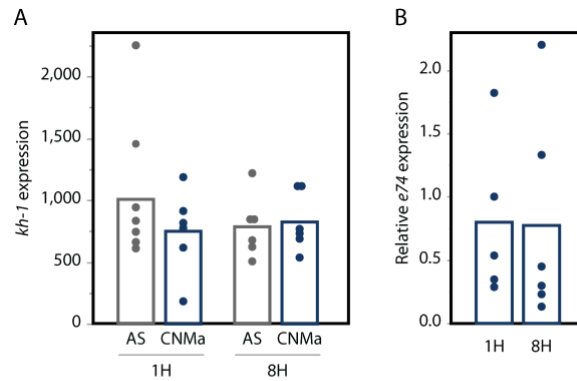 A
kh-1 expression
2,000
1,500
1,000
500
0
AS CNMa AS CNMa
1H 8H
B
Relative e74 expression
2.0
1.5
1.0
0.5
0.0
1H 8H